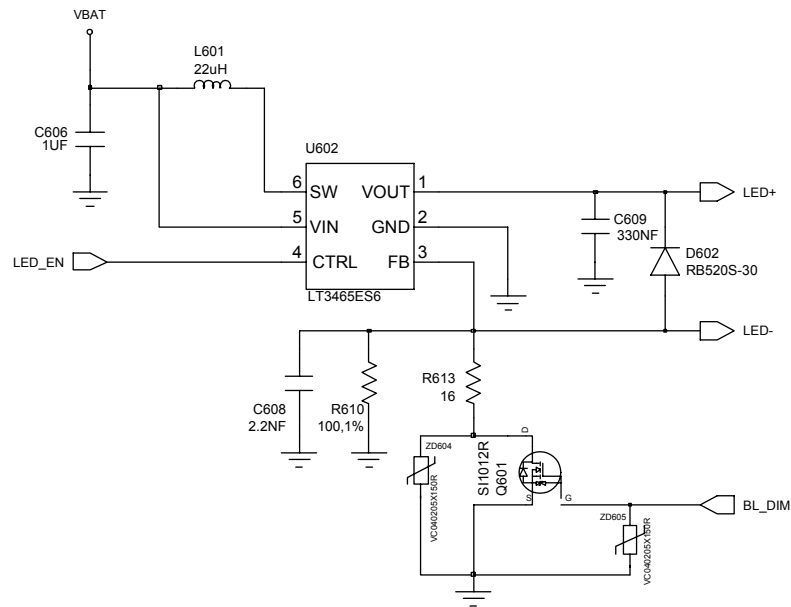 VBAT
L601
22uH
C606
1UF
U602
6 SW VOUT 1
5 VIN GND 2
4 CTRL FB 3
LT3465ES6
LED_EN
LED+
C609
330NF
D602
RB520S-30
LED-
C608
2.2NF
R610
100,1%
R613
16
ZD604
VC040205X150R
SI1012R
Q601
D
S
G
BL_DIM
ZD605
VC040205X150R